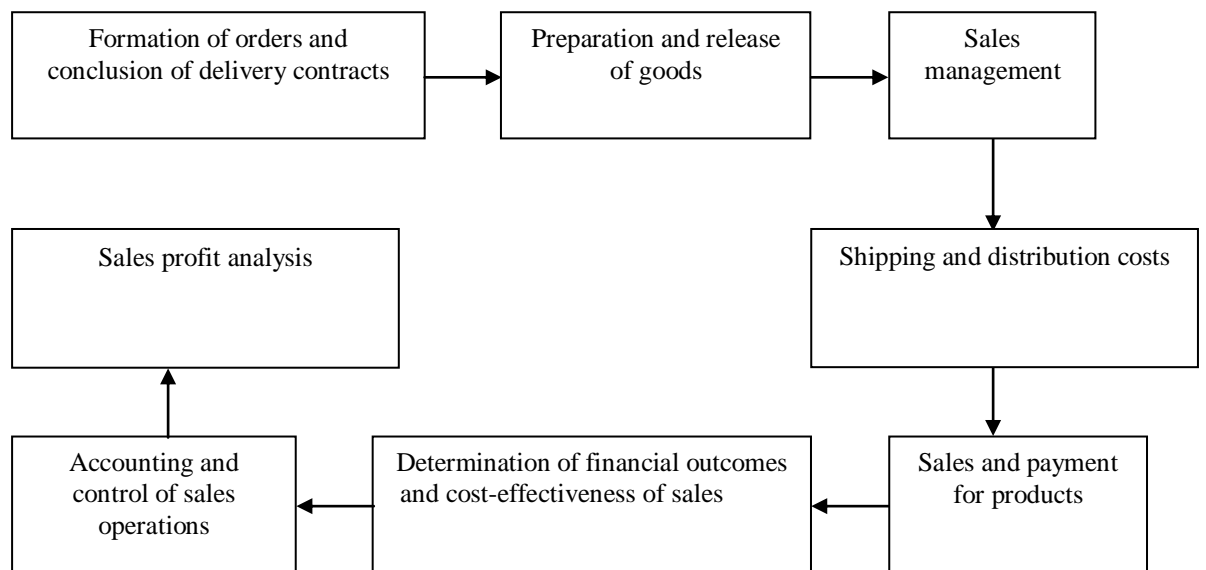 Formation of orders and
conclusion of delivery contracts
Preparation and release
of goods
Sales
management
Shipping and distribution costs
Sales and payment
for products
Determination of financial outcomes
and cost-effectiveness of sales
Accounting and
control of sales
operations
Sales profit analysis